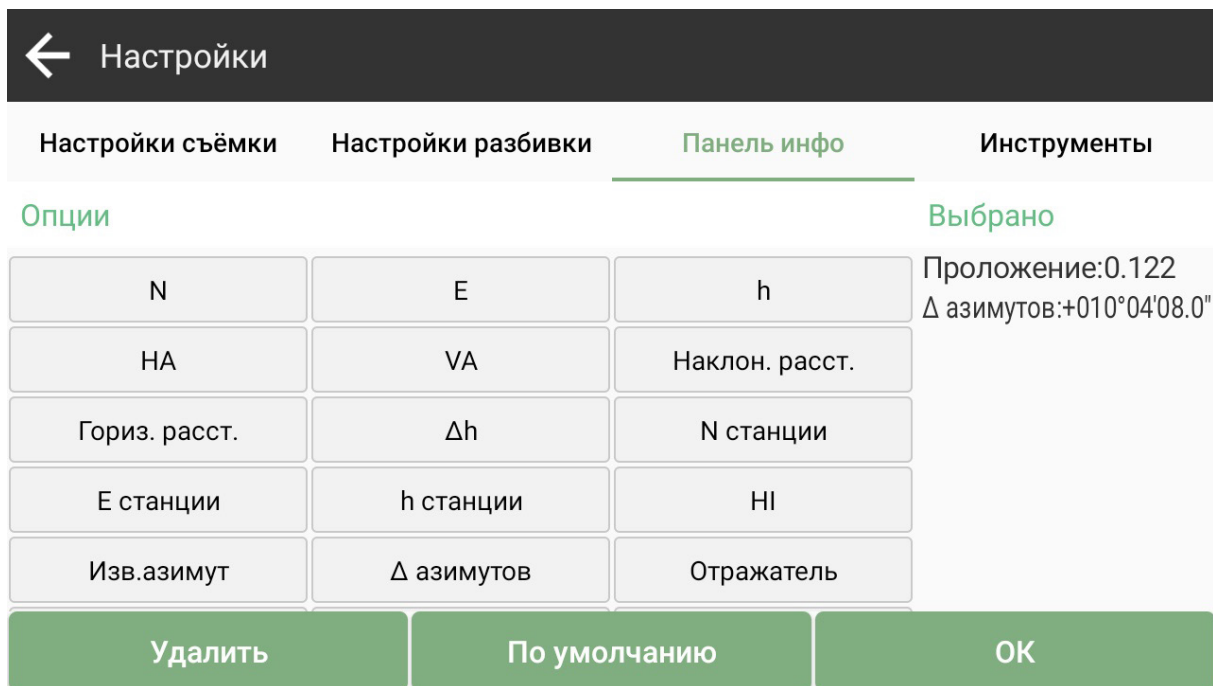 Настройки
Настройки съёмки Настройки разбивки Панель инфо Инструменты
Опции Выбрано
Проложение:0.122
Δ азимутов:+010°04'08.0"
N E h
HA VA Наклон. расст.
Гориз. расст. Δh N станции
E станции h станции HI
Изв.азимут Δ азимутов Отражатель
Удалить По умолчанию OK